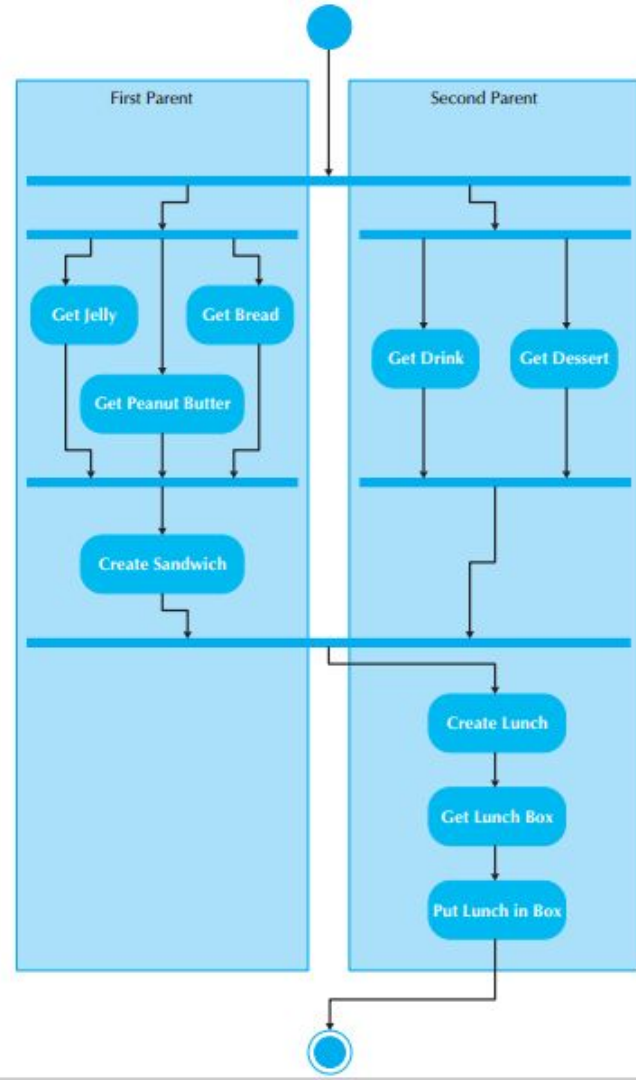 First Parent
Second Parent
Get Jelly
Get Bread
Get Drink
Get Dessert
Get Peanut Butter
Create Sandwich
Create Lunch
Get Lunch Box
Put Lunch in Box